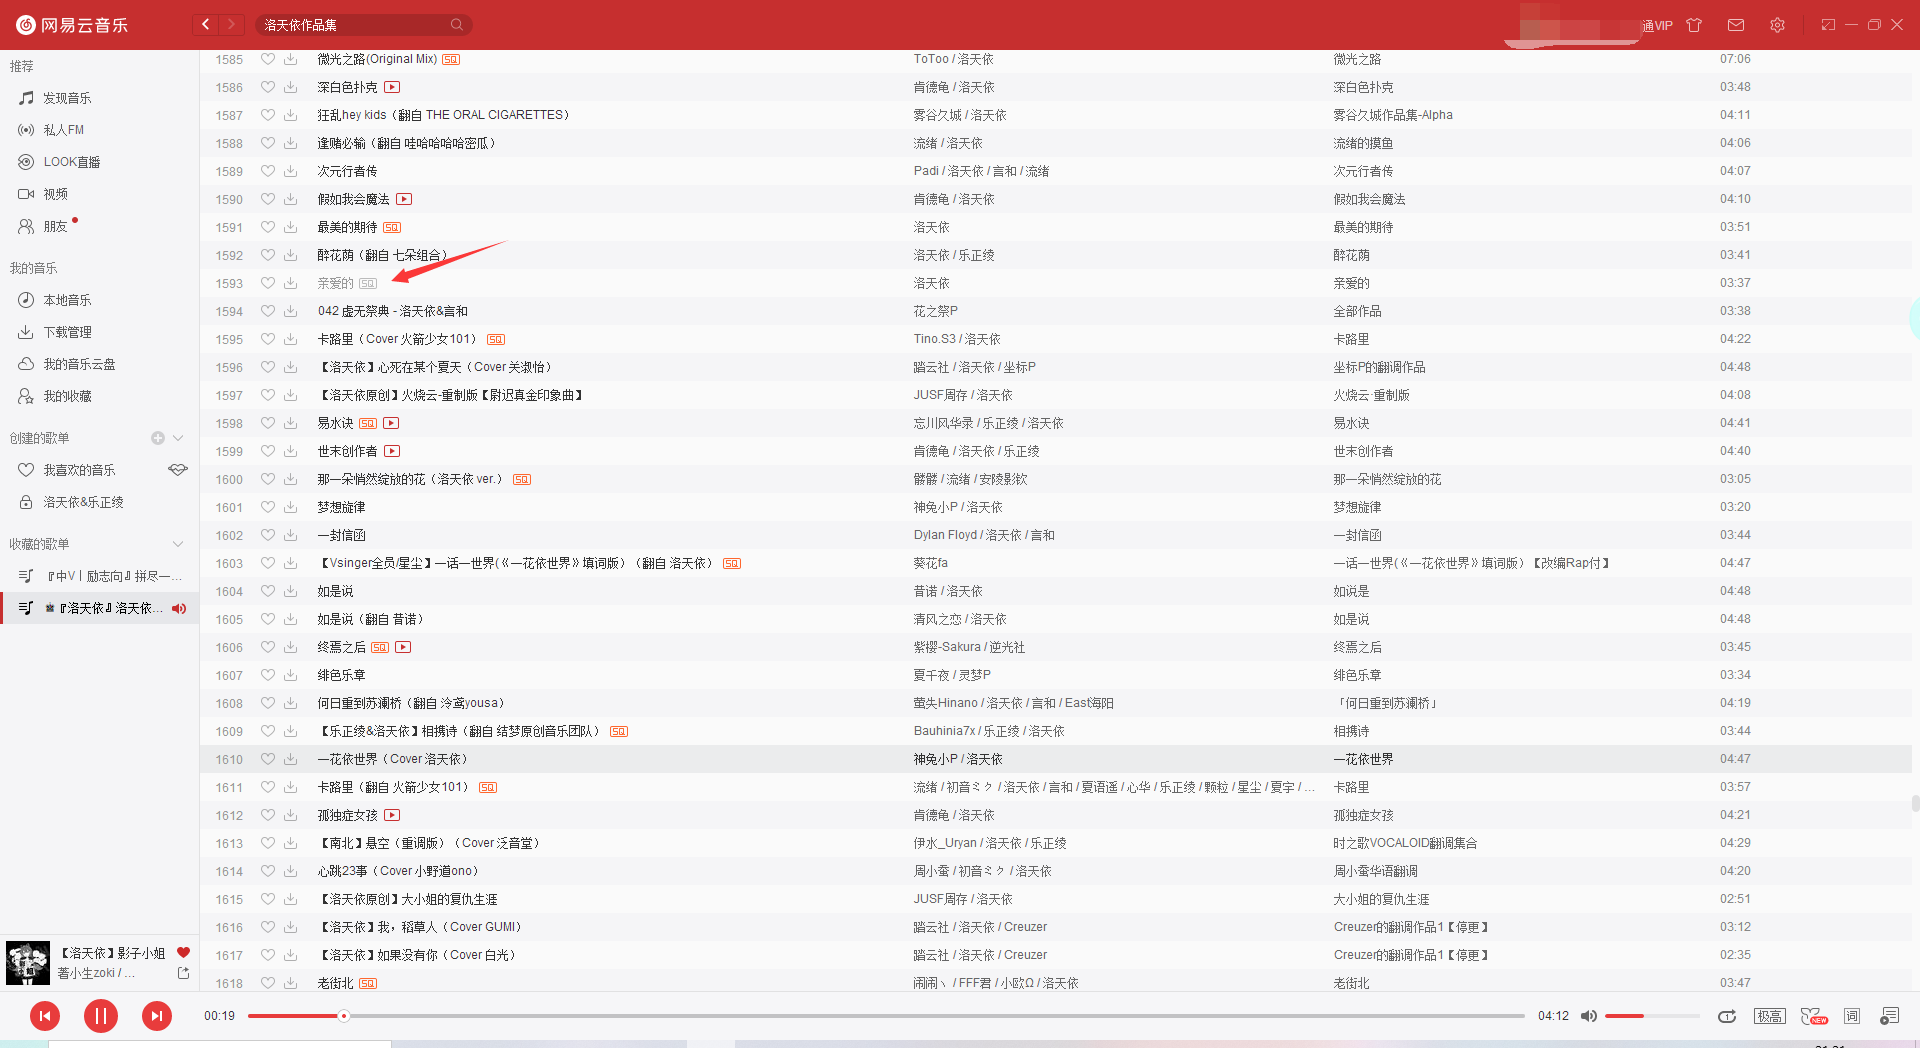 网易云音乐
洛天依作品集
通VIP
推荐
发现音乐
私人FM
LOOK直播
视频
朋友
我的音乐
本地音乐
下载管理
我的音乐云盘
我的收藏
创建的歌单
我喜欢的音乐
洛天依&乐正绫
收藏的歌单
『中V丨励志向』拼尽一...
『洛天依』洛天依...
1585 微光之路(Original Mix) SQ ToToo / 洛天依 微光之路 07:06
1586 深白色扑克 肯德龟 / 洛天依 深白色扑克 03:48
1587 狂乱hey kids（翻自 THE ORAL CIGARETTES） 雾谷久城 / 洛天依 雾谷久城作品集-Alpha 04:11
1588 逢赌必输（翻自 哇哈哈哈哈密瓜） 流绪 / 洛天依 流绪的摸鱼 04:06
1589 次元行者传 Padi / 洛天依 / 言和 / 流绪 次元行者传 04:07
1590 假如我会魔法 肯德龟 / 洛天依 假如我会魔法 04:10
1591 最美的期待 SQ 洛天依 最美的期待 03:51
1592 醉花荫（翻自 七朵组合） 洛天依 / 乐正绫 醉花荫 03:41
1593 亲爱的 SQ 洛天依 亲爱的 03:37
1594 042 虚无祭典 - 洛天依&言和 花之祭P 全部作品 03:38
1595 卡路里（Cover 火箭少女101） SQ Tino.S3 / 洛天依 卡路里 04:22
1596 【洛天依】心死在某个夏天（Cover 关淑怡） 踏云社 / 洛天依 / 坐标P 坐标P的翻调作品 04:48
1597 【洛天依原创】火烧云-重制版【尉迟真金印象曲】 JUSF周存 / 洛天依 火烧云·重制版 04:08
1598 易水诀 SQ 忘川风华录 / 乐正绫 / 洛天依 易水诀 04:41
1599 世末创作者 肯德龟 / 洛天依 / 乐正绫 世末创作者 04:40
1600 那一朵悄然绽放的花（洛天依 ver.） SQ 髒髒 / 流绪 / 安陵影钦 那一朵悄然绽放的花 03:05
1601 梦想旋律 神兔小P / 洛天依 梦想旋律 03:20
1602 一封信函 Dylan Floyd / 洛天依 / 言和 一封信函 03:44
1603 【Vsinger全员/星尘】一话一世界(《一花依世界》填词版）（翻自 洛天依） SQ 葵花fa 一话一世界(《一花依世界》填词版）【改编Rap付】 04:47
1604 如是说 昔诺 / 洛天依 如说是 04:48
1605 如是说（翻自 昔诺） 清风之恋 / 洛天依 如是说 04:48
1606 终焉之后 SQ 紫樱-Sakura / 逆光社 终焉之后 03:45
1607 绯色乐章 夏千夜 / 灵梦P 绯色乐章 03:34
1608 何日重到苏澜桥（翻自 泠鸢yousa） 萤失Hinano / 洛天依 / 言和 / East海阳 「何日重到苏澜桥」 04:19
1609 【乐正绫&洛天依】相携诗（翻自 结梦原创音乐团队） SQ Bauhinia7x / 乐正绫 / 洛天依 相携诗 03:44
1610 一花依世界（Cover 洛天依） 神兔小P / 洛天依 一花依世界 04:47
1611 卡路里（翻自 火箭少女101） SQ 流绪 / 初音ミク / 洛天依 / 言和 / 夏语遥 / 心华 / 乐正绫 / 颗粒 / 星尘 / 夏宇 / ... 卡路里 03:57
1612 孤独症女孩 肯德龟 / 洛天依 孤独症女孩 04:21
1613 【南北】悬空（重调版）（Cover 泛音堂） 伊水_Uryan / 洛天依 / 乐正绫 时之歌VOCALOID翻调集合 04:29
1614 心跳23事（Cover 小野道ono） 周小蚕 / 初音ミク / 洛天依 周小蚕华语翻调 04:20
1615 【洛天依原创】大小姐的复仇生涯 JUSF周存 / 洛天依 大小姐的复仇生涯 02:51
1616 【洛天依】我，稻草人（Cover GUMI） 踏云社 / 洛天依 / Creuzer Creuzer的翻调作品1【停更】 03:12
1617 【洛天依】如果没有你（Cover 白光） 踏云社 / 洛天依 / Creuzer Creuzer的翻调作品1【停更】 02:35
1618 老街北 SQ 闹闹丶 / FFF君 / 小欧Ω / 洛天依 老街北 03:47
【洛天依】影子小姐
著小生zoki / ...
00:19 04:12 极高 NEW 词